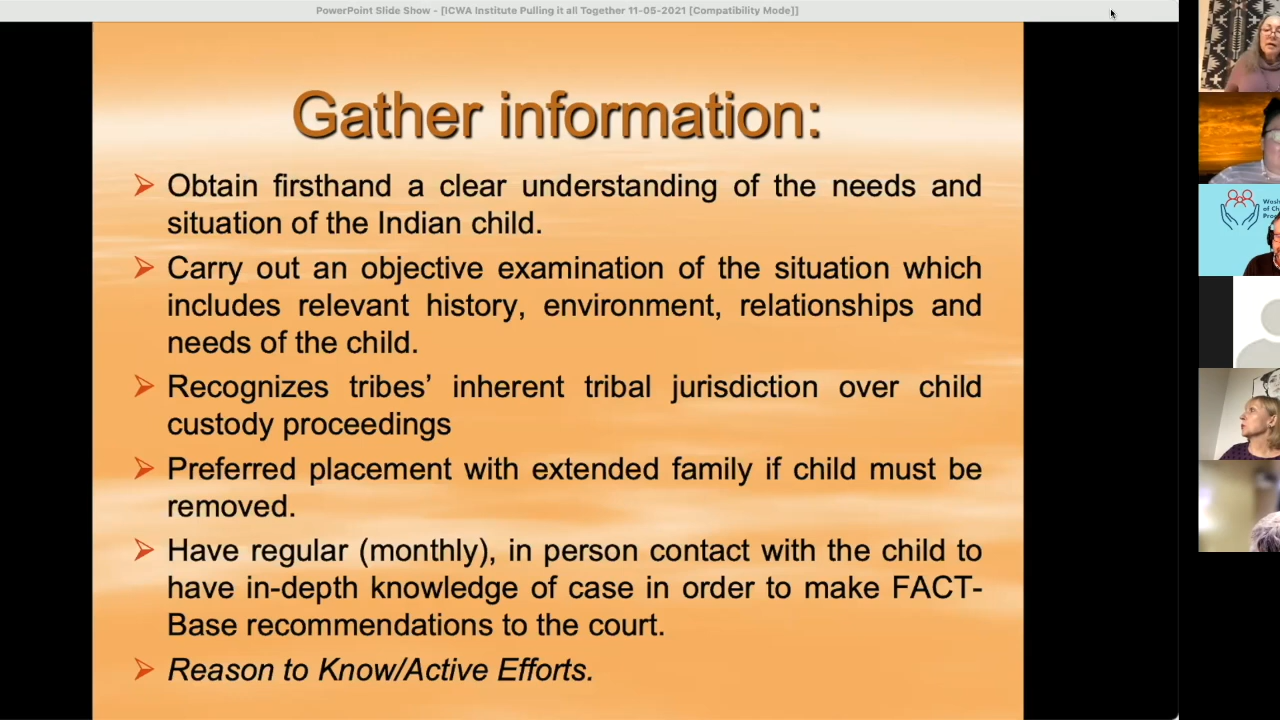 PowerPoint Slide Show - [ICWA Institute Pulling it all Together 11-05-2021 [Compatibility Mode]]
Gather information:
Obtain firsthand a clear understanding of the needs and
situation of the Indian child.
Carry out an objective examination of the situation which
includes relevant history, environment, relationships and
needs of the child.
Recognizes tribes’ inherent tribal jurisdiction over child
custody proceedings
Preferred placement with extended family if child must be
removed.
Have regular (monthly), in person contact with the child to
have in-depth knowledge of case in order to make FACT-
Base recommendations to the court.
Reason to Know/Active Efforts.